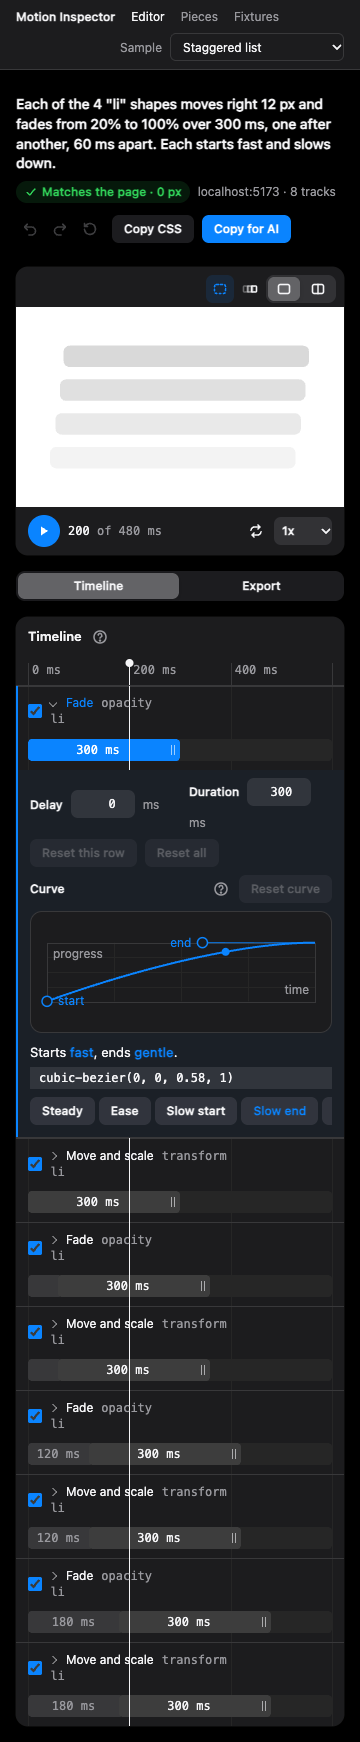 Motion Inspector Editor Pieces Fixtures
Sample Staggered list
Each of the 4 "li" shapes moves right 12 px and
fades from 20% to 100% over 300 ms, one after
another, 60 ms apart. Each starts fast and slows
down.
Matches the page · 0 px localhost:5173 · 8 tracks
Copy CSS Copy for AI
200 of 480 ms 1x
Timeline Export
Timeline
0 ms 200 ms 400 ms
Fade opacity
li
300 ms
Delay 0 ms Duration 300
ms
Reset this row Reset all
Curve Reset curve
end
progress
time
start
Starts fast, ends gentle.
cubic-bezier(0, 0, 0.58, 1)
Steady Ease Slow start Slow end
Move and scale transform
li
300 ms
Fade opacity
li
300 ms
Move and scale transform
li
300 ms
Fade opacity
li
120 ms 300 ms
Move and scale transform
li
120 ms 300 ms
Fade opacity
li
180 ms 300 ms
Move and scale transform
li
180 ms 300 ms